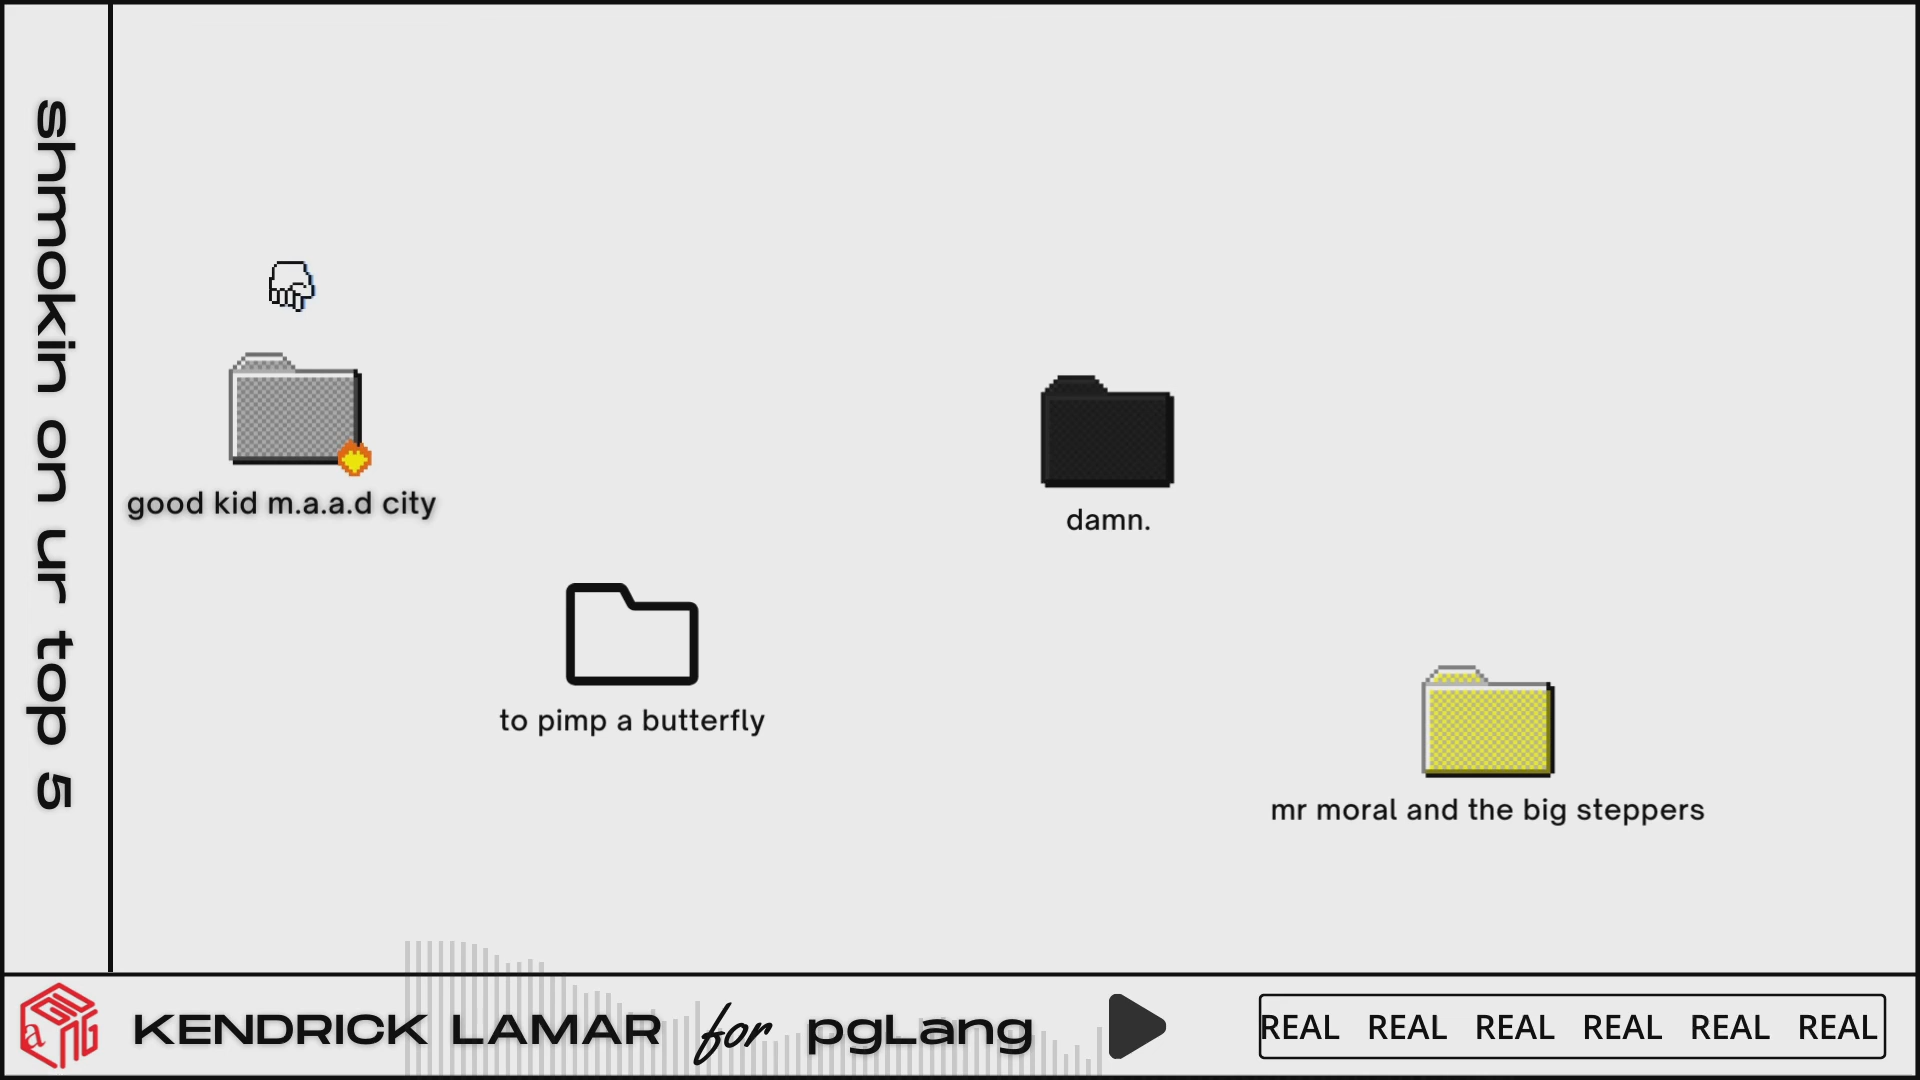 shmokin on ur top 5
good kid m.a.a.d city
damn.
to pimp a butterfly
mr moral and the big steppers
a
KENDRICK LAMAR for pgLang
REAL REAL REAL REAL REAL REAL